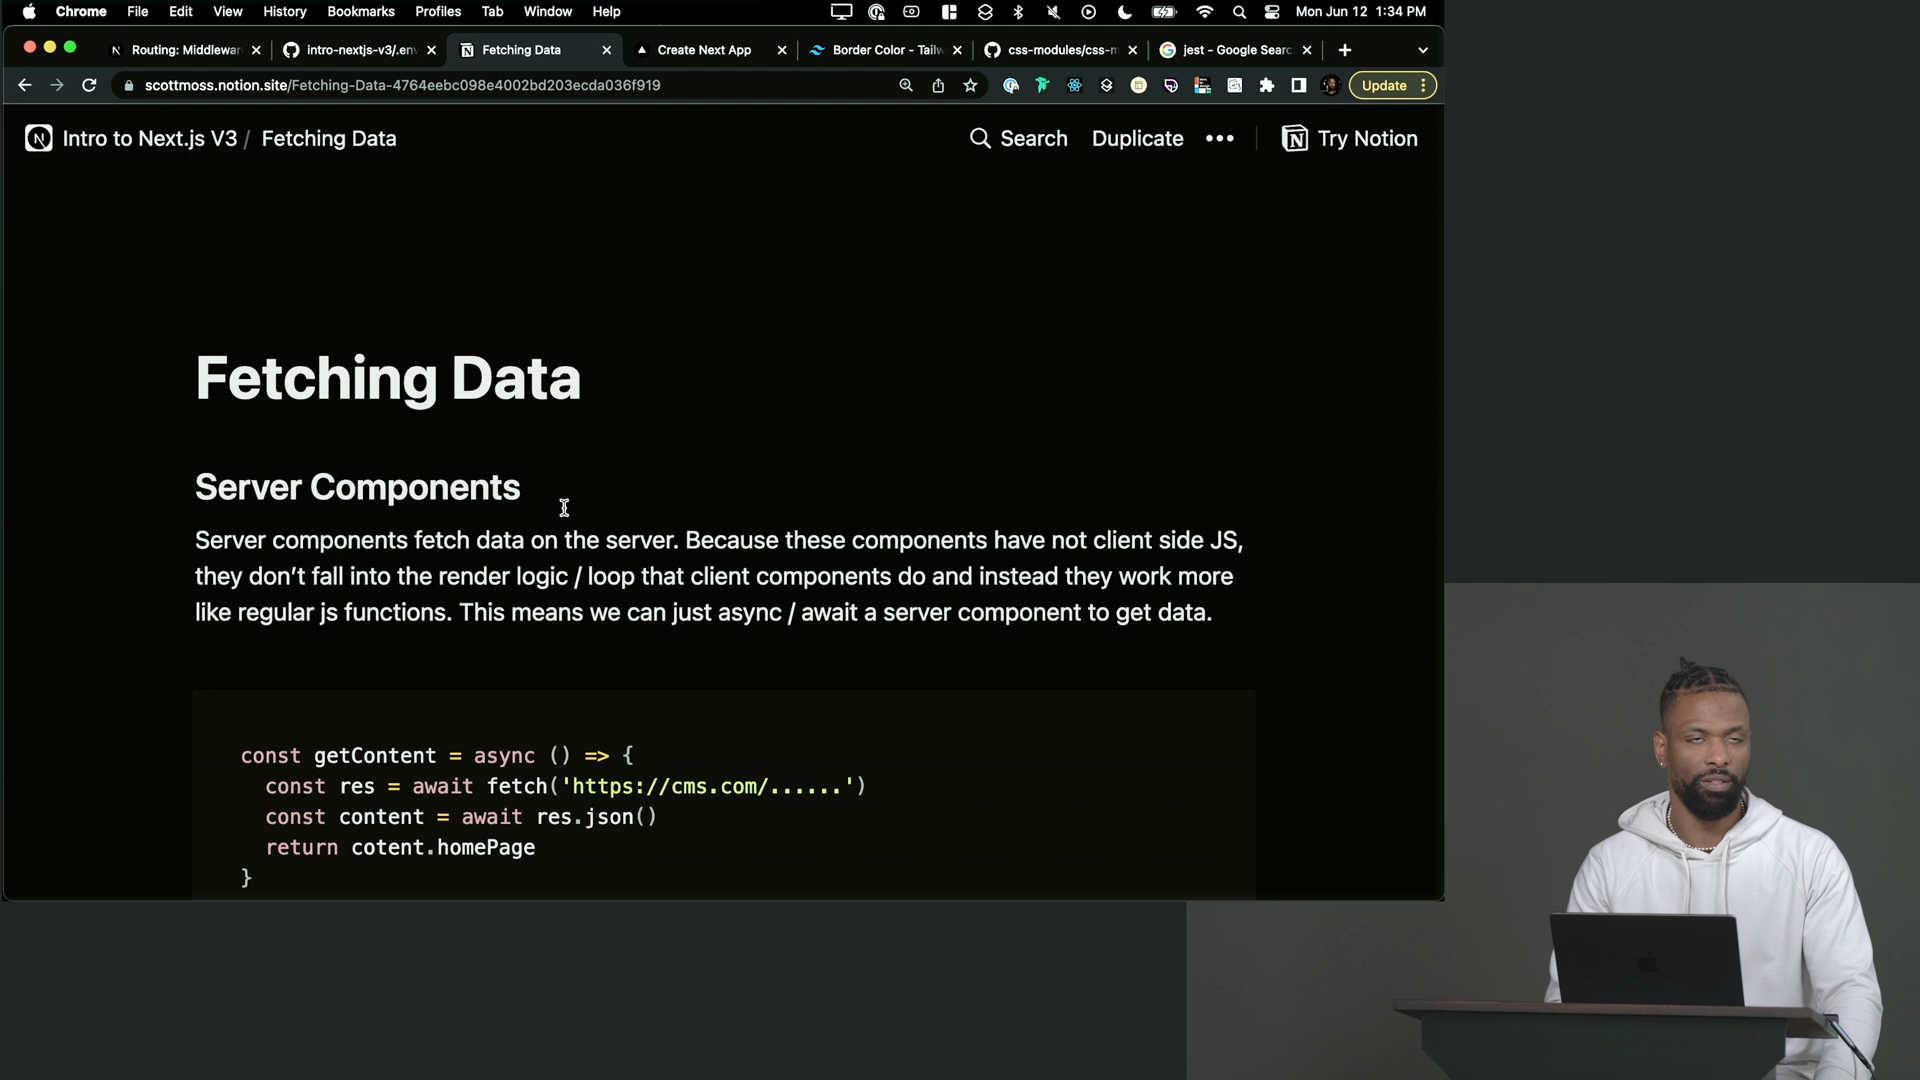 Chrome File Edit View History Bookmarks Profiles Tab Window Help Mon Jun 12 1:34 PM
Routing: Middlewar intro-nextjs-v3/.env Fetching Data Create Next App Border Color - Tailw css-modules/css-m jest - Google Searc
scottmoss.notion.site/Fetching-Data-4764eebc098e4002bd203ecda036f919 Update
Intro to Next.js V3 / Fetching Data Search Duplicate ••• Try Notion
Fetching Data
Server Components
Server components fetch data on the server. Because these components have not client side JS,
they don’t fall into the render logic / loop that client components do and instead they work more
like regular js functions. This means we can just async / await a server component to get data.
const getContent = async () => {
const res = await fetch('https://cms.com/......')
const content = await res.json()
return cotent.homePage
}